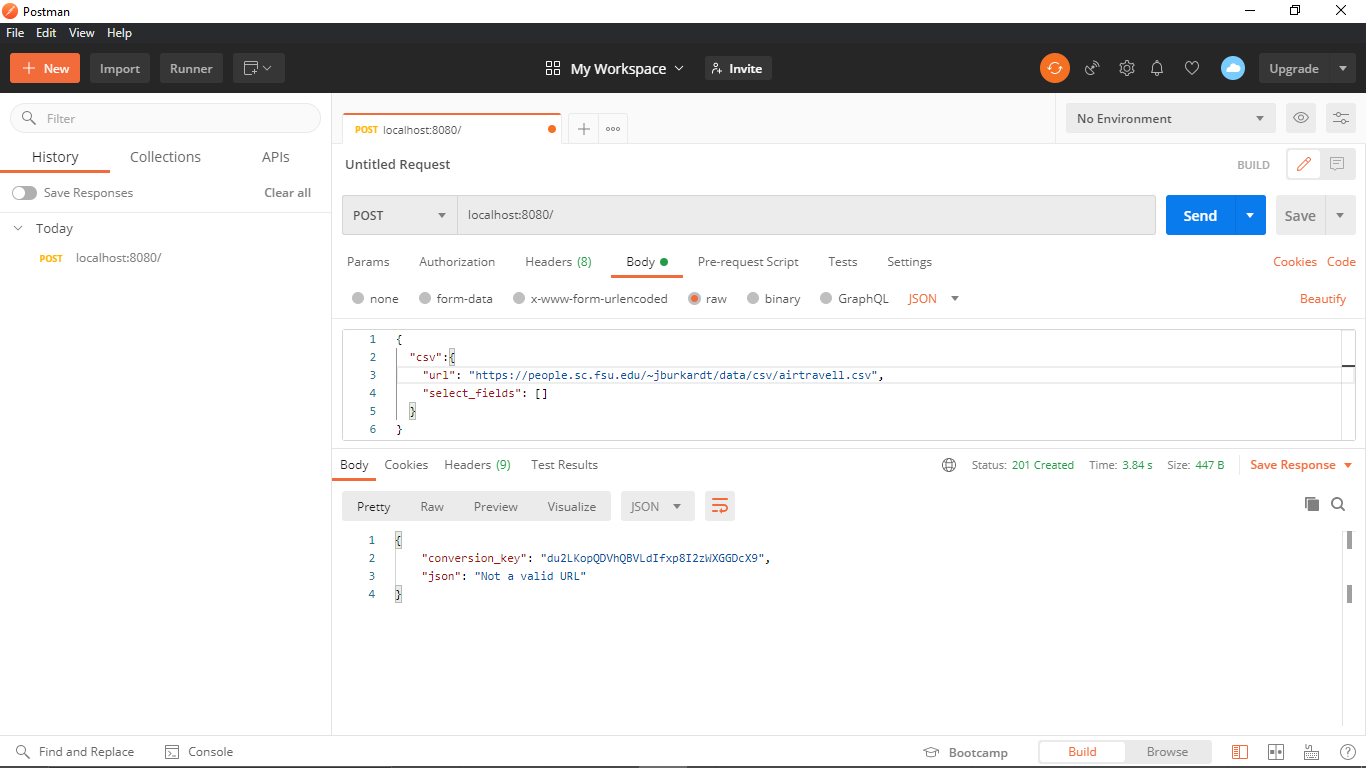 Postman
File Edit View Help
New Import Runner My Workspace Invite Upgrade
Filter
History Collections APIs
Save Responses Clear all
Today
POST localhost:8080/
POST localhost:8080/
No Environment
Untitled Request BUILD
POST localhost:8080/ Send Save
Params Authorization Headers (8) Body Pre-request Script Tests Settings Cookies Code
none form-data x-www-form-urlencoded raw binary GraphQL JSON Beautify
1 {
2 "csv":{
3 "url": "https://people.sc.fsu.edu/~jburkardt/data/csv/airtravell.csv",
4 "select_fields": []
5 }
6 }
Body Cookies Headers (9) Test Results Status: 201 Created Time: 3.84 s Size: 447 B Save Response
Pretty Raw Preview Visualize JSON
1 {
2 "conversion_key": "du2LKopQDVhQBVLdIfxp8I2zWXGGDcX9",
3 "json": "Not a valid URL"
4 }
Find and Replace Console Bootcamp Build Browse